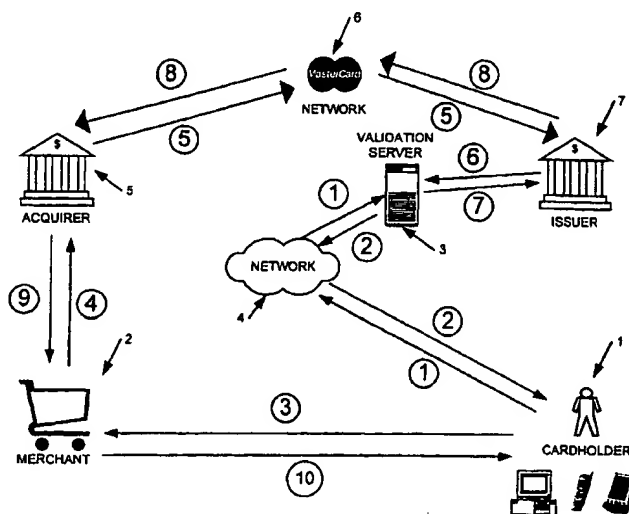 6
MasterCard
8
8
NETWORK
7
5
5
VALIDATION
SERVER
$
$
6
5
1
7
ACQUIRER
ISSUER
2
3
NETWORK
9
4
4
2
2
1
1
3
MERCHANT
CARDHOLDER
10